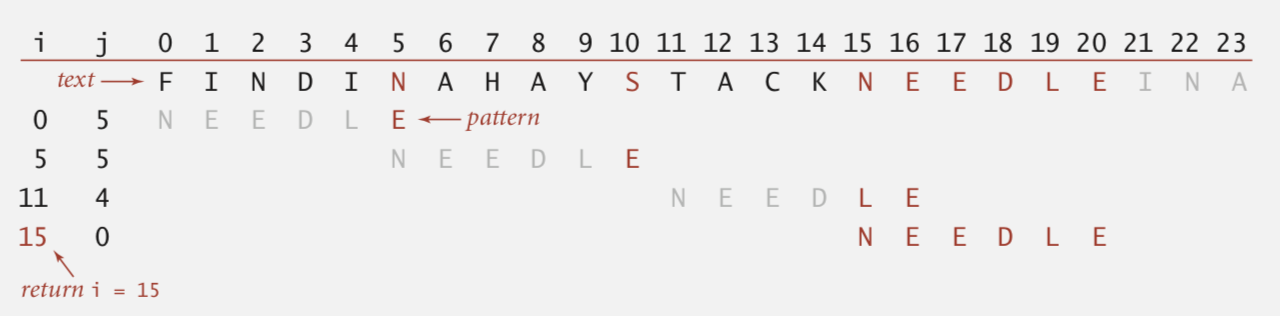 i j 0 1 2 3 4 5 6 7 8 9 10 11 12 13 14 15 16 17 18 19 20 21 22 23
text F I N D I N A H A Y S T A C K N E E D L E I N A
0 5 N E E D L E pattern
5 5 N E E D L E
11 4 N E E D L E
15 0 N E E D L E
return i = 15